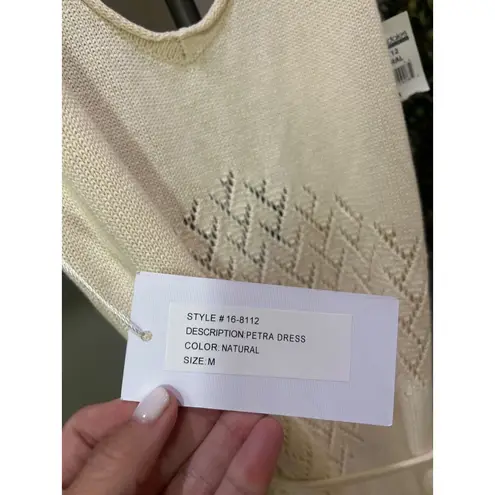 STYLE # 16-8112
DESCRIPTION:PETRA DRESS
COLOR: NATURAL
SIZE: M